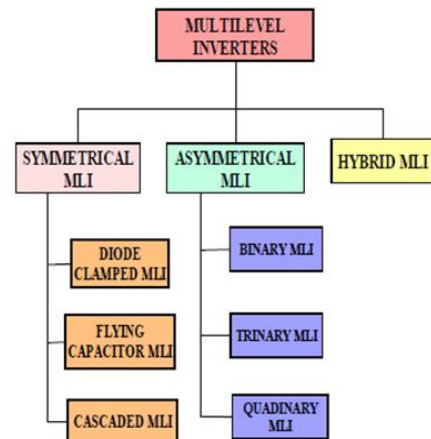 MULTILEVEL
INVERTERS
SYMMETRICAL
MLI
ASYMMETRICAL
MLI
HYBRID MLI
DIODE
CLAMPED MLI
FLYING
CAPACITOR MLI
CASCADED MLI
BINARY MLI
TRINARY MLI
QUADINARY
MLI